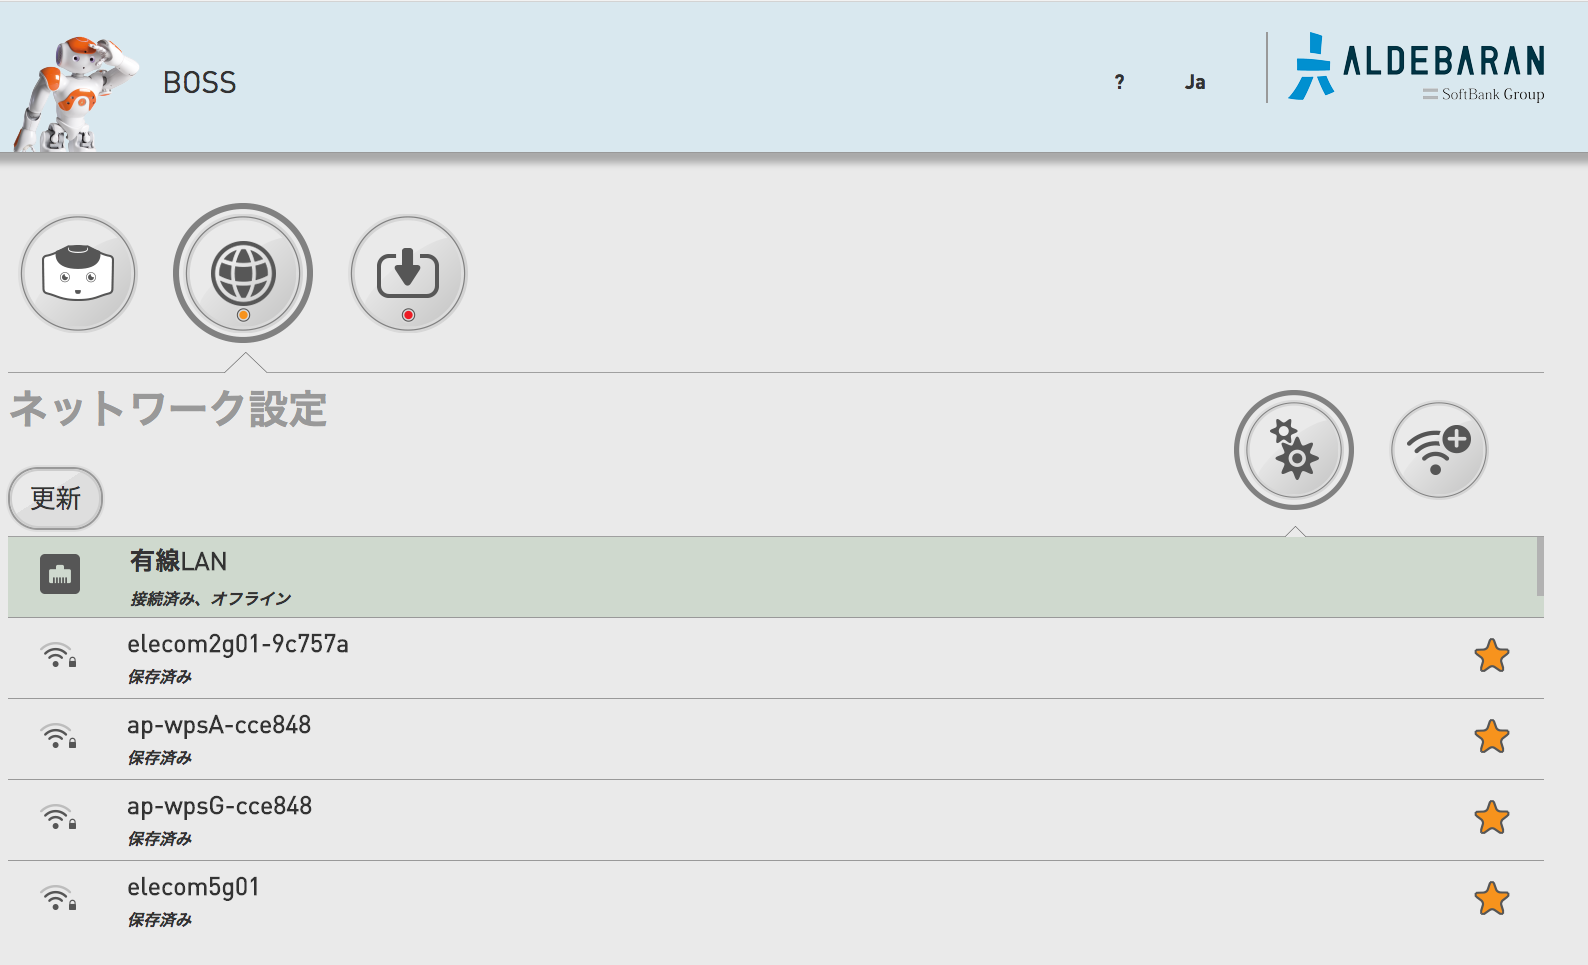 BOSS
?
Ja
ALDEBARAN
SoftBank Group
ネットワーク設定
更新
有線LAN
接続済み、オフライン
elecom2g01-9c757a
保存済み
ap-wpsA-cce848
保存済み
ap-wpsG-cce848
保存済み
elecom5g01
保存済み